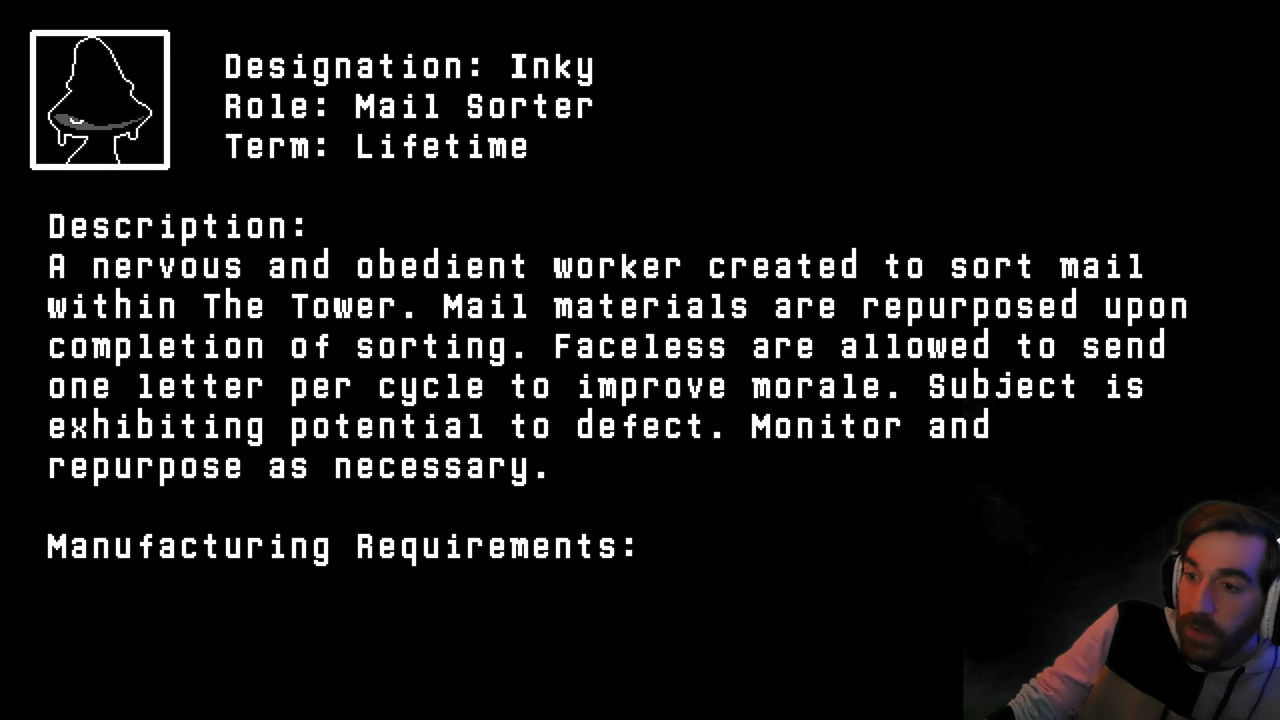 Designation: Inky
Role: Mail Sorter
Term: Lifetime
Description:
A nervous and obedient worker created to sort mail
within The Tower. Mail materials are repurposed upon
completion of sorting. Faceless are allowed to send
one letter per cycle to improve morale. Subject is
exhibiting potential to defect. Monitor and
repurpose as necessary.
Manufacturing Requirements: